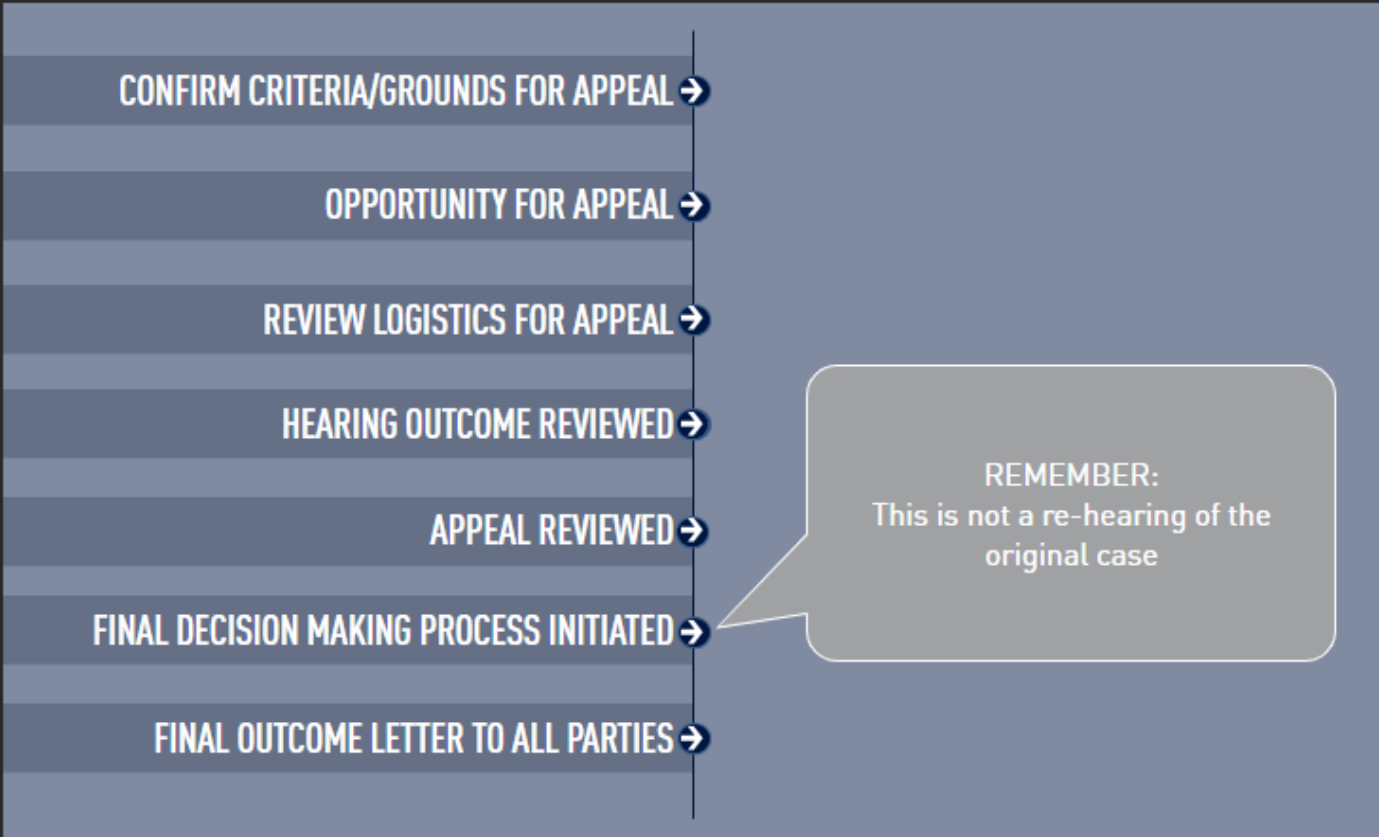 CONFIRM CRITERIA/GROUNDS FOR APPEAL
OPPORTUNITY FOR APPEAL
REVIEW LOGISTICS FOR APPEAL
HEARING OUTCOME REVIEWED
APPEAL REVIEWED
FINAL DECISION MAKING PROCESS INITIATED
FINAL OUTCOME LETTER TO ALL PARTIES
REMEMBER:
This is not a re-hearing of the
original case